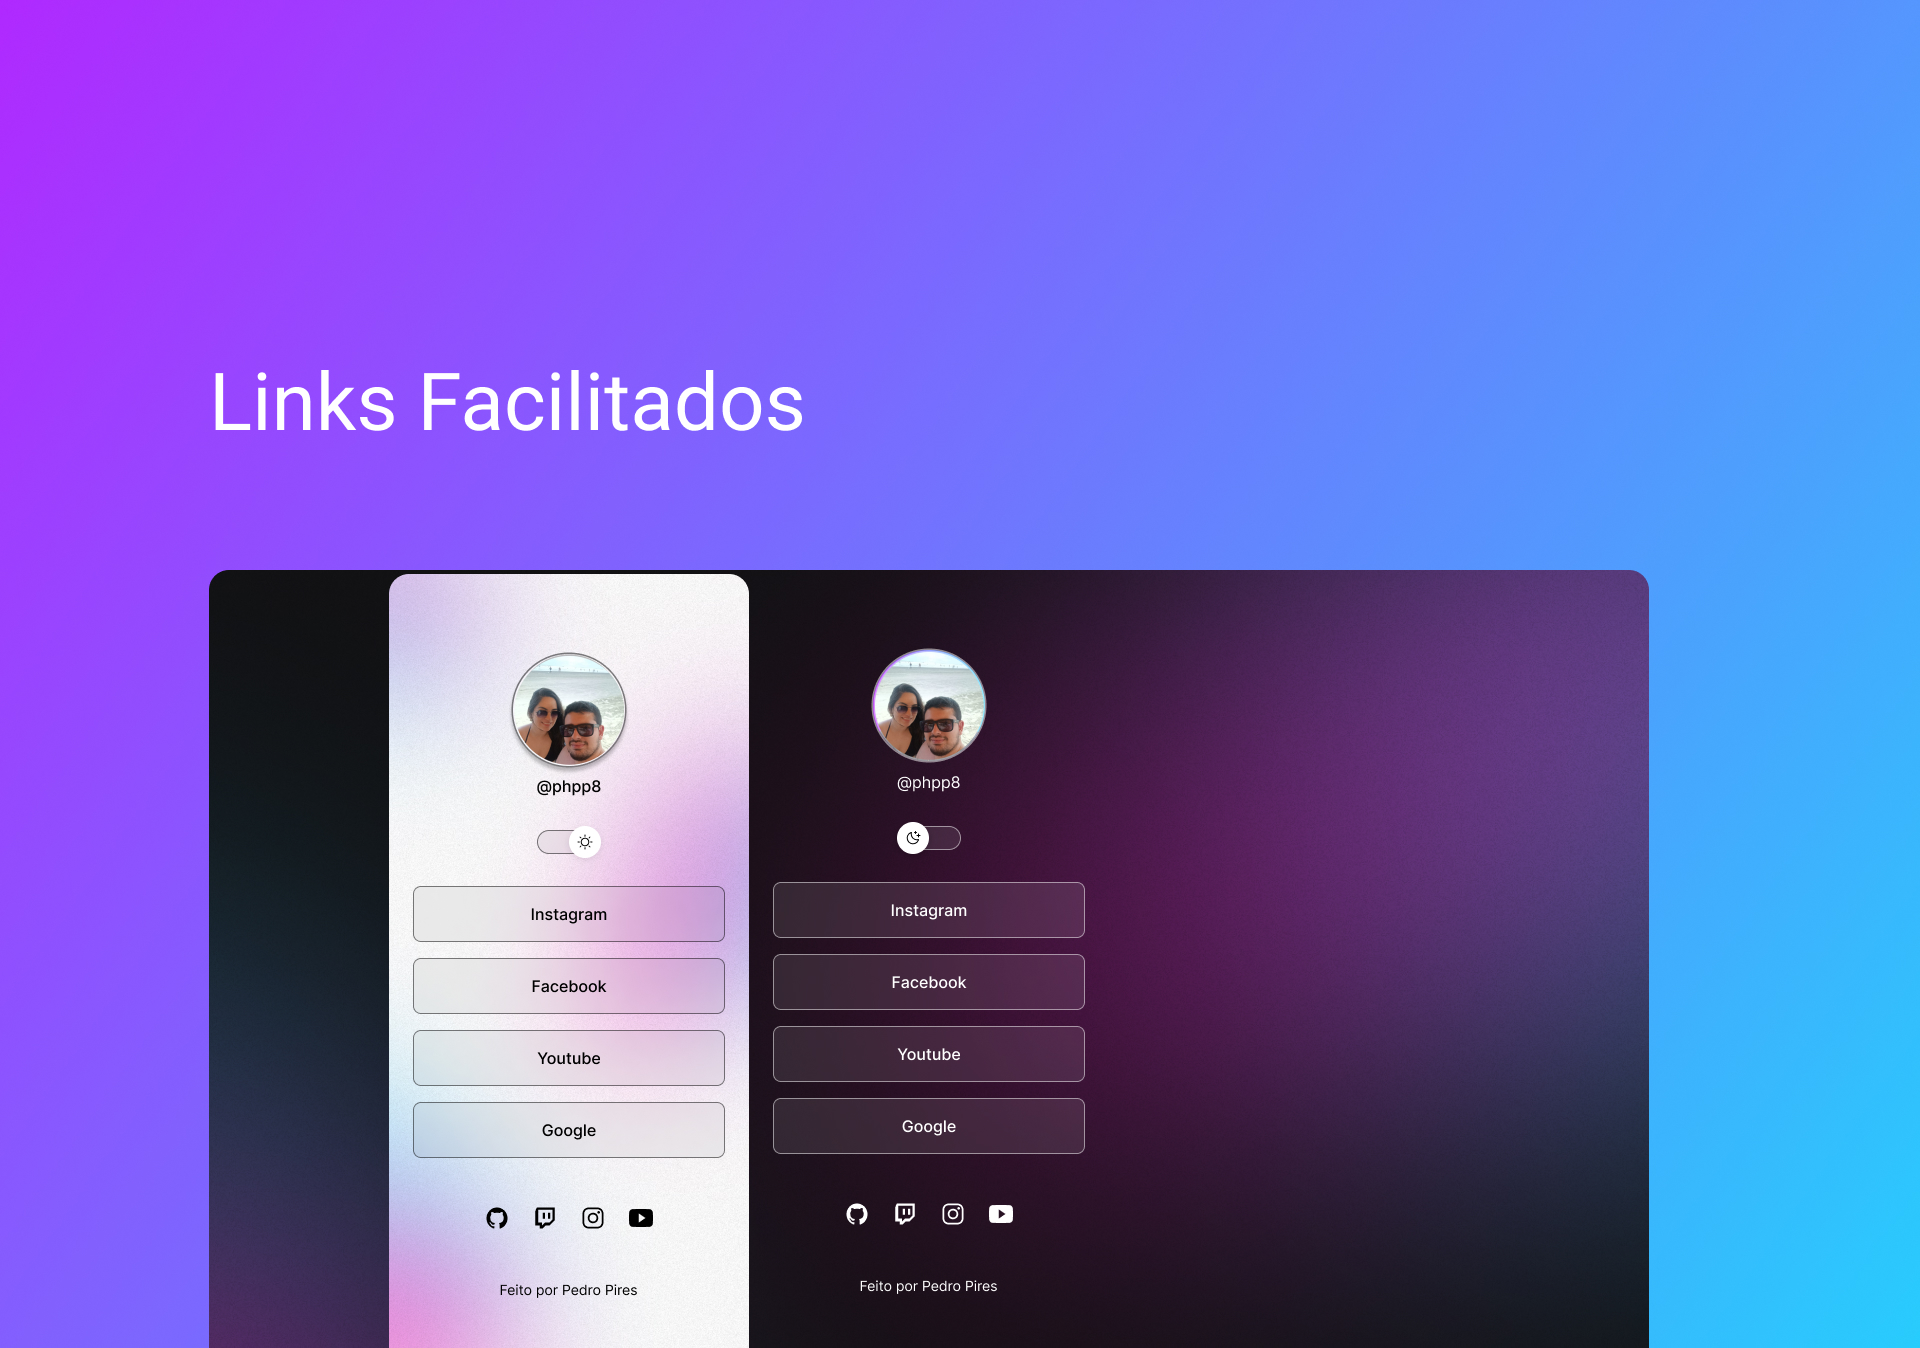 Links Facilitados
@phpp8
Instagram
Facebook
Youtube
Google
Feito por Pedro Pires
@phpp8
Instagram
Facebook
Youtube
Google
Feito por Pedro Pires